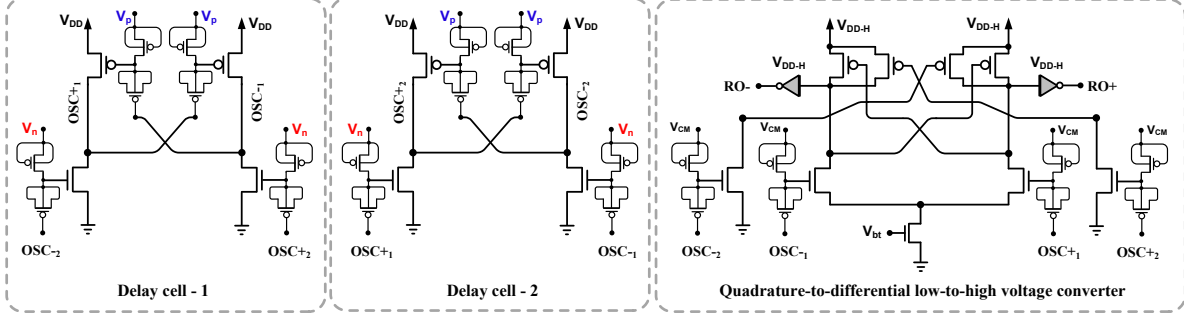 Vp Vp
VDD VDD
OSC+1 OSC-1
Vn Vn
OSC-2 OSC+2
Delay cell - 1
Vp Vp
VDD VDD
OSC+2 OSC-2
Vn Vn
OSC+1 OSC-1
Delay cell - 2
VDD-H VDD-H
VDD-H VDD-H
RO- RO+
VCM VCM VCM VCM
Vbt
OSC-2 OSC-1 OSC+1 OSC+2
Quadrature-to-differential low-to-high voltage converter